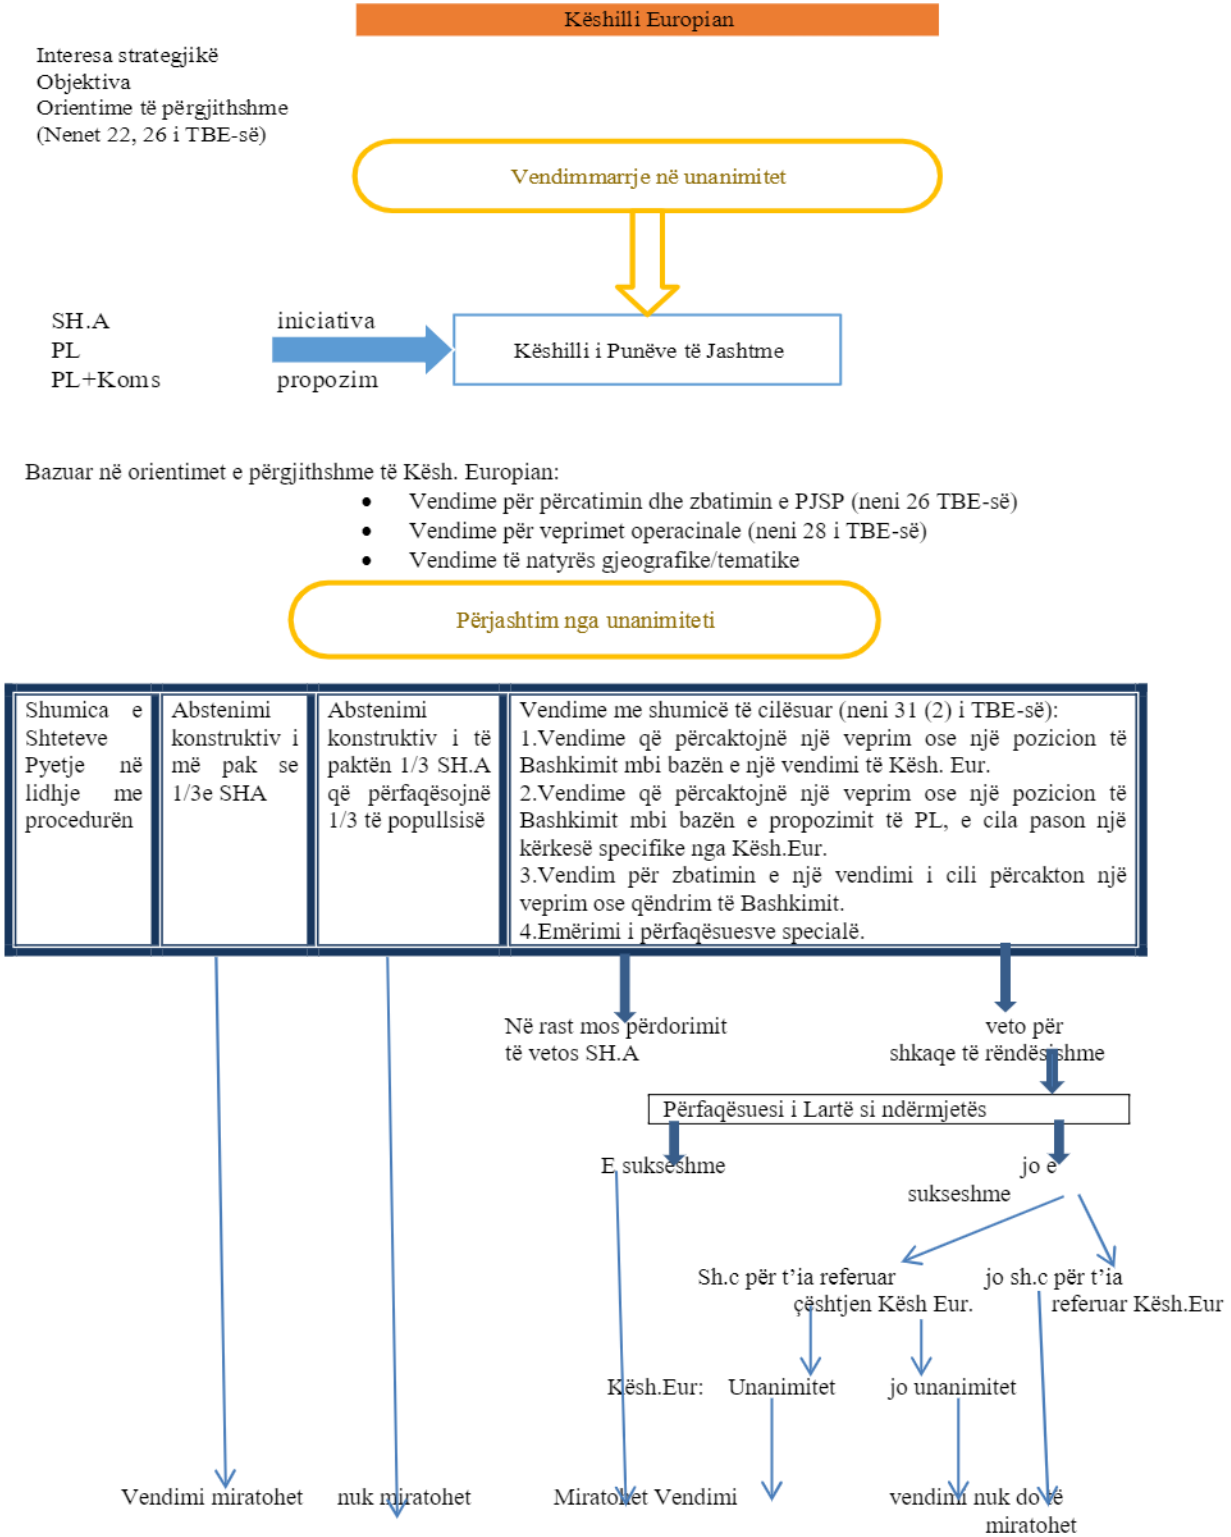 Këshilli Europian
Interesa strategjikë
Objektiva
Orientime të përgjithshme
(Nenet 22, 26 i TBE-së)
Vendimmarrje në unanimitet
SH.A
PL
PL+Koms
iniciativa
propozim
Këshilli i Punëve të Jashtme
Bazuar në orientimet e përgjithshme të Kësh. Europian:
• Vendime për përcatimin dhe zbatimin e PJSP (neni 26 TBE-së)
• Vendime për veprimet operacinale (neni 28 i TBE-së)
• Vendime të natyrës gjeografike/tematike
Përjashtim nga unanimiteti
Shumica e
Shteteve
Pyetje në
lidhje me
procedurën
Abstenimi
konstruktiv i
më pak se
1/3e SHA
Abstenimi
konstruktiv i të
paktën 1/3 SH.A
që përfaqësojnë
1/3 të popullsisë
Vendime me shumicë të cilësuar (neni 31 (2) i TBE-së):
1.Vendime që përcaktojnë një veprim ose një pozicion të
Bashkimit mbi bazën e një vendimi të Kësh. Eur.
2.Vendime që përcaktojnë një veprim ose një pozicion të
Bashkimit mbi bazën e propozimit të PL, e cila pason një
kërkesë specifike nga Kësh.Eur.
3.Vendim për zbatimin e një vendimi i cili përcakton një
veprim ose qëndrim të Bashkimit.
4.Emërimi i përfaqësuesve specialë.
Në rast mos përdorimit
të vetos SH.A
veto për
shkaqe të rëndësishme
Përfaqësuesi i Lartë si ndërmjetës
E suksëshme
jo e
sukseshme
Sh.c për t’ia referuar
çështjen Kësh Eur.
jo sh.c për t’ia
referuar Kësh.Eur
Kësh.Eur: Unanimitet
jo unanimitet
Vendimi miratohet
nuk miratohet
Miratohet Vendimi
vendimi nuk do të
miratohet